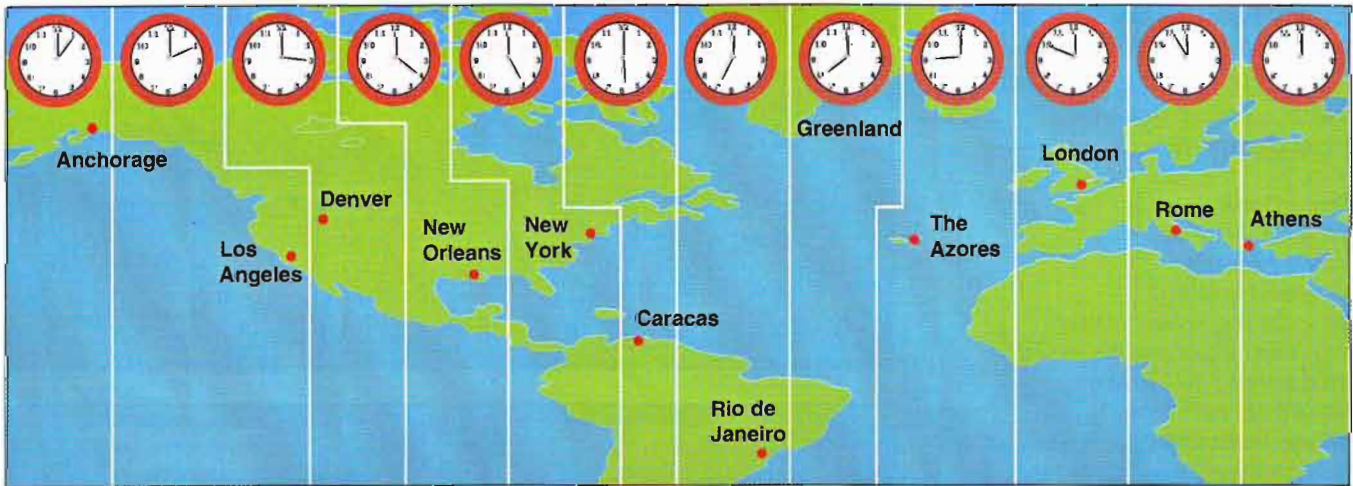 Anchorage
Greenland
London
Denver
Los
Angeles
New
Orleans
New
York
The
Azores
Rome
Athens
Caracas
Rio de
Janeiro